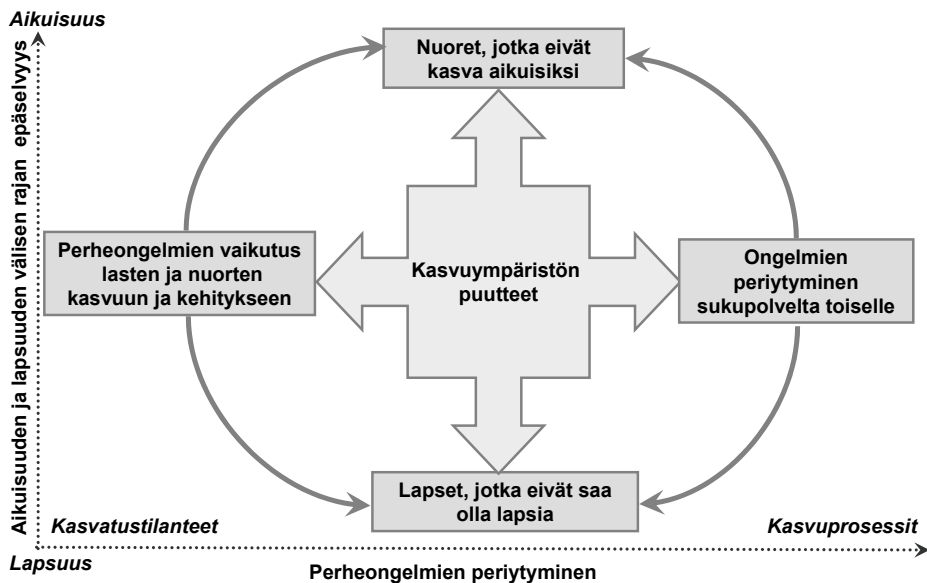 Aikuisuus
Nuoret, jotka eivät
kasva aikuisiksi
Aikuisuuden ja lapsuuden välisen rajan epäselvyys
Perheongelmien vaikutus
lasten ja nuorten
kasvuun ja kehitykseen
Kasvuympäristön
puutteet
Ongelmien
periytyminen
sukupolvelta toiselle
Lapset, jotka eivät saa
olla lapsia
Kasvatustilanteet
Kasvuprosessit
Lapsuus
Perheongelmien periytyminen